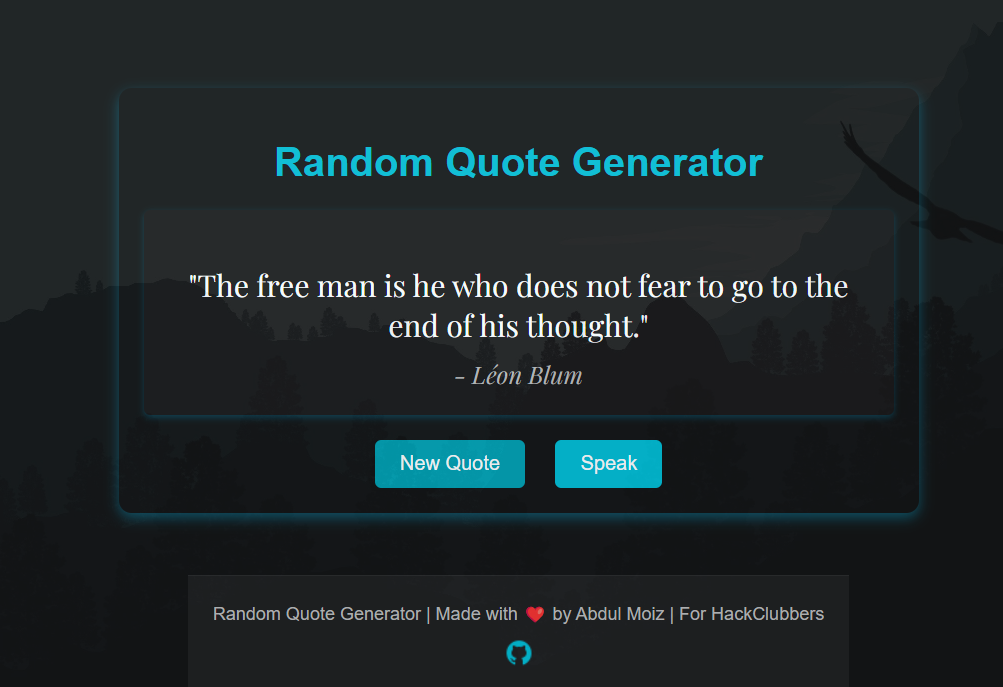 Random Quote Generator
"The free man is he who does not fear to go to the
end of his thought."
- Léon Blum
New Quote
Speak
Random Quote Generator | Made with ❤️ by Abdul Moiz | For HackClubbers